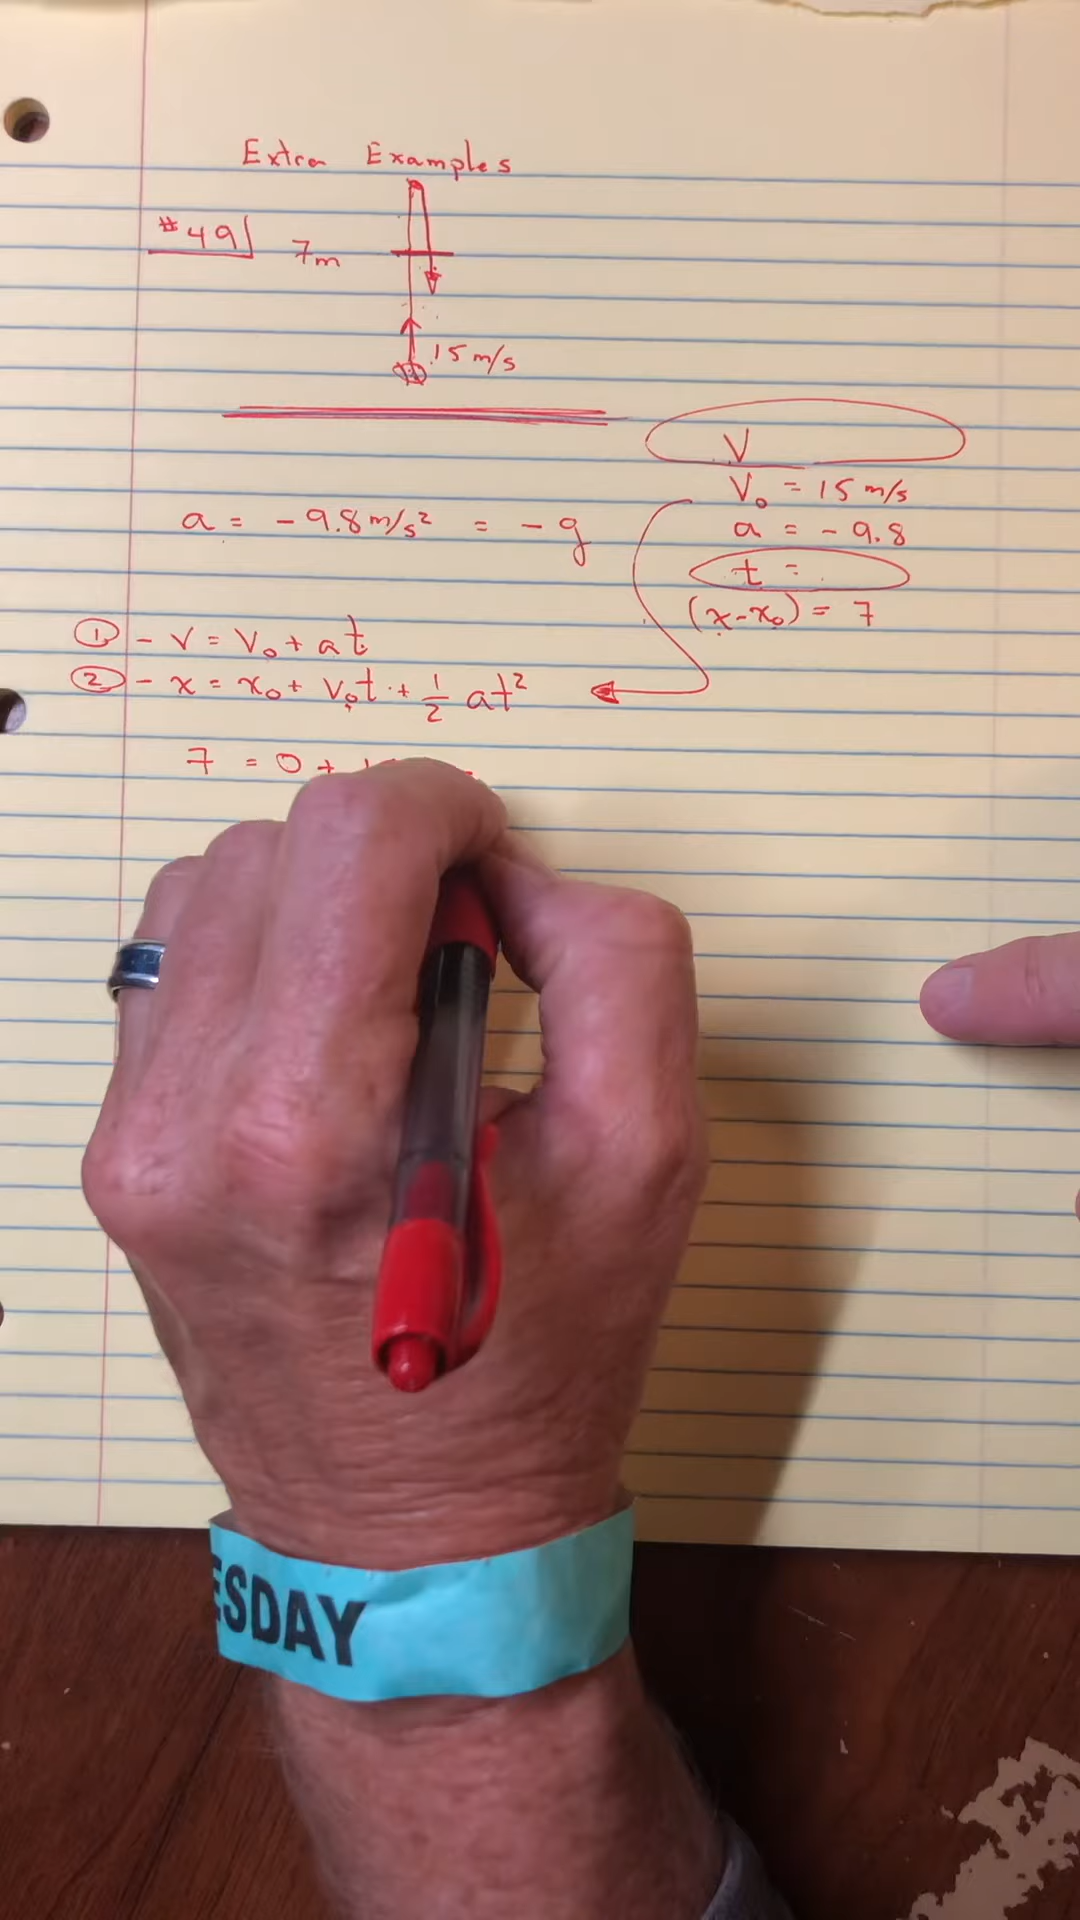 Extra Examples
#49
7m
15 m/s
V
V₀ = 15 m/s
a = -9.8 m/s² = -g
a = -9.8
t =
(x-x₀) = 7
① - V = V₀ + at
② - x = x₀ + V₀t + 1/2 at²
7 = 0 +
ESDAY